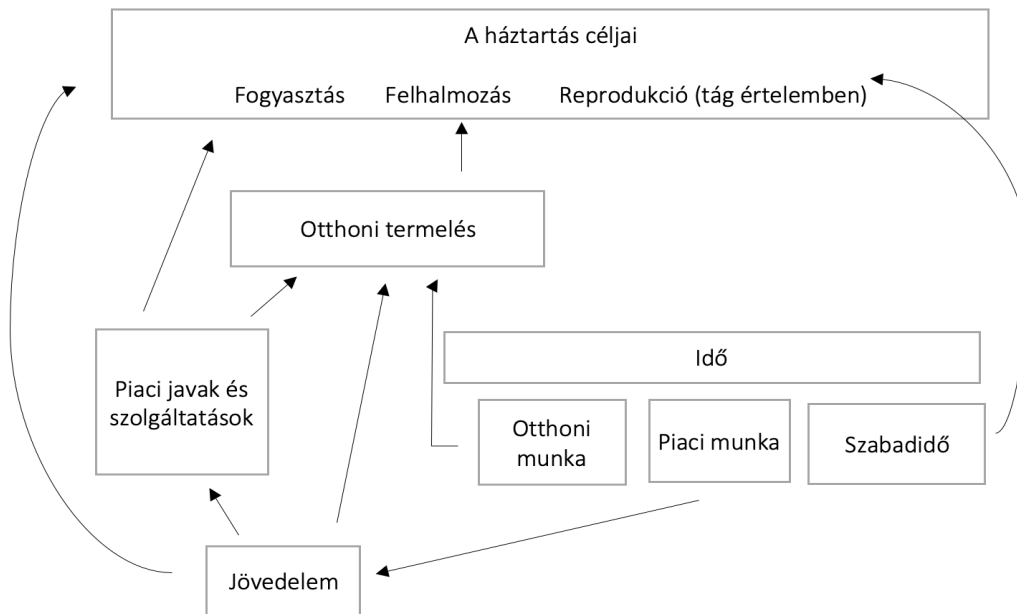 A háztartás céljai
Fogyasztás Felhalmozás Reprodukció (tág értelemben)
Otthoni termelés
Idő
Piaci javak és
szolgáltatások
Otthoni
munka
Piaci munka
Szabadidő
Jövedelem